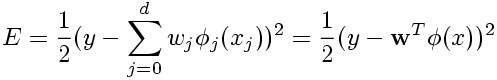 E = \frac{1}{2}(y - \sum_{j=0}^{d} w_j \phi_j(x_j))^2 = \frac{1}{2}(y - \mathbf{w}^T \phi(x))^2